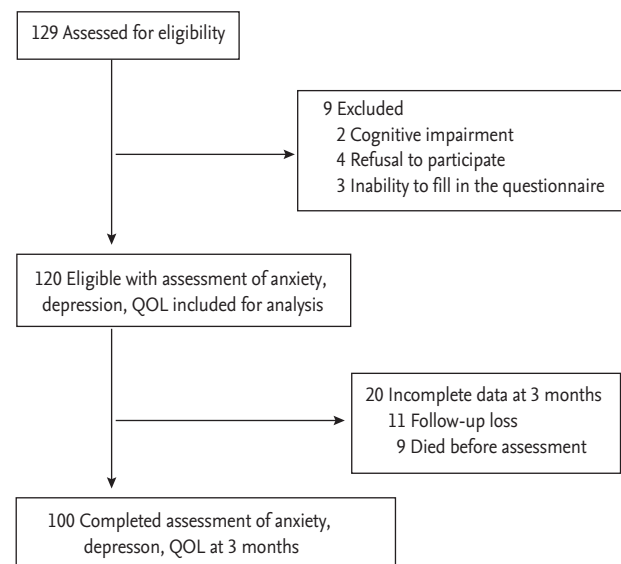 129 Assessed for eligibility
9 Excluded
2 Cognitive impairment
4 Refusal to participate
3 Inability to fill in the questionnaire
120 Eligible with assessment of anxiety,
depression, QOL included for analysis
20 Incomplete data at 3 months
11 Follow-up loss
9 Died before assessment
100 Completed assessment of anxiety,
depresson, QOL at 3 months